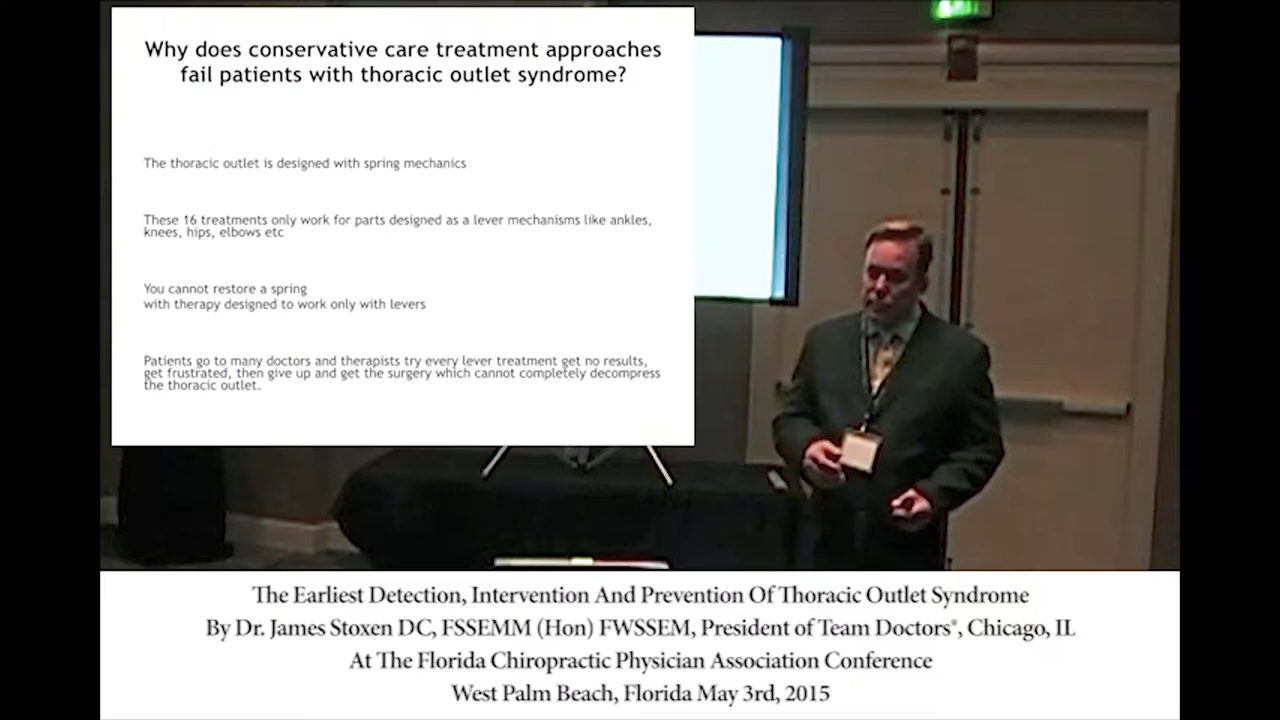 Why does conservative care treatment approaches
fail patients with thoracic outlet syndrome?
The thoracic outlet is designed with spring mechanics
These 16 treatments only work for parts designed as a lever mechanisms like ankles,
knees, hips, elbows etc
You cannot restore a spring
with therapy designed to work only with levers
Patients go to many doctors and therapists try every lever treatment get no results,
get frustrated, then give up and get the surgery which cannot completely decompress
the thoracic outlet.
The Earliest Detection, Intervention And Prevention Of Thoracic Outlet Syndrome
By Dr. James Stoxen DC, FSSEMM (Hon) FWSSEM, President of Team Doctors®, Chicago, IL
At The Florida Chiropractic Physician Association Conference
West Palm Beach, Florida May 3rd, 2015